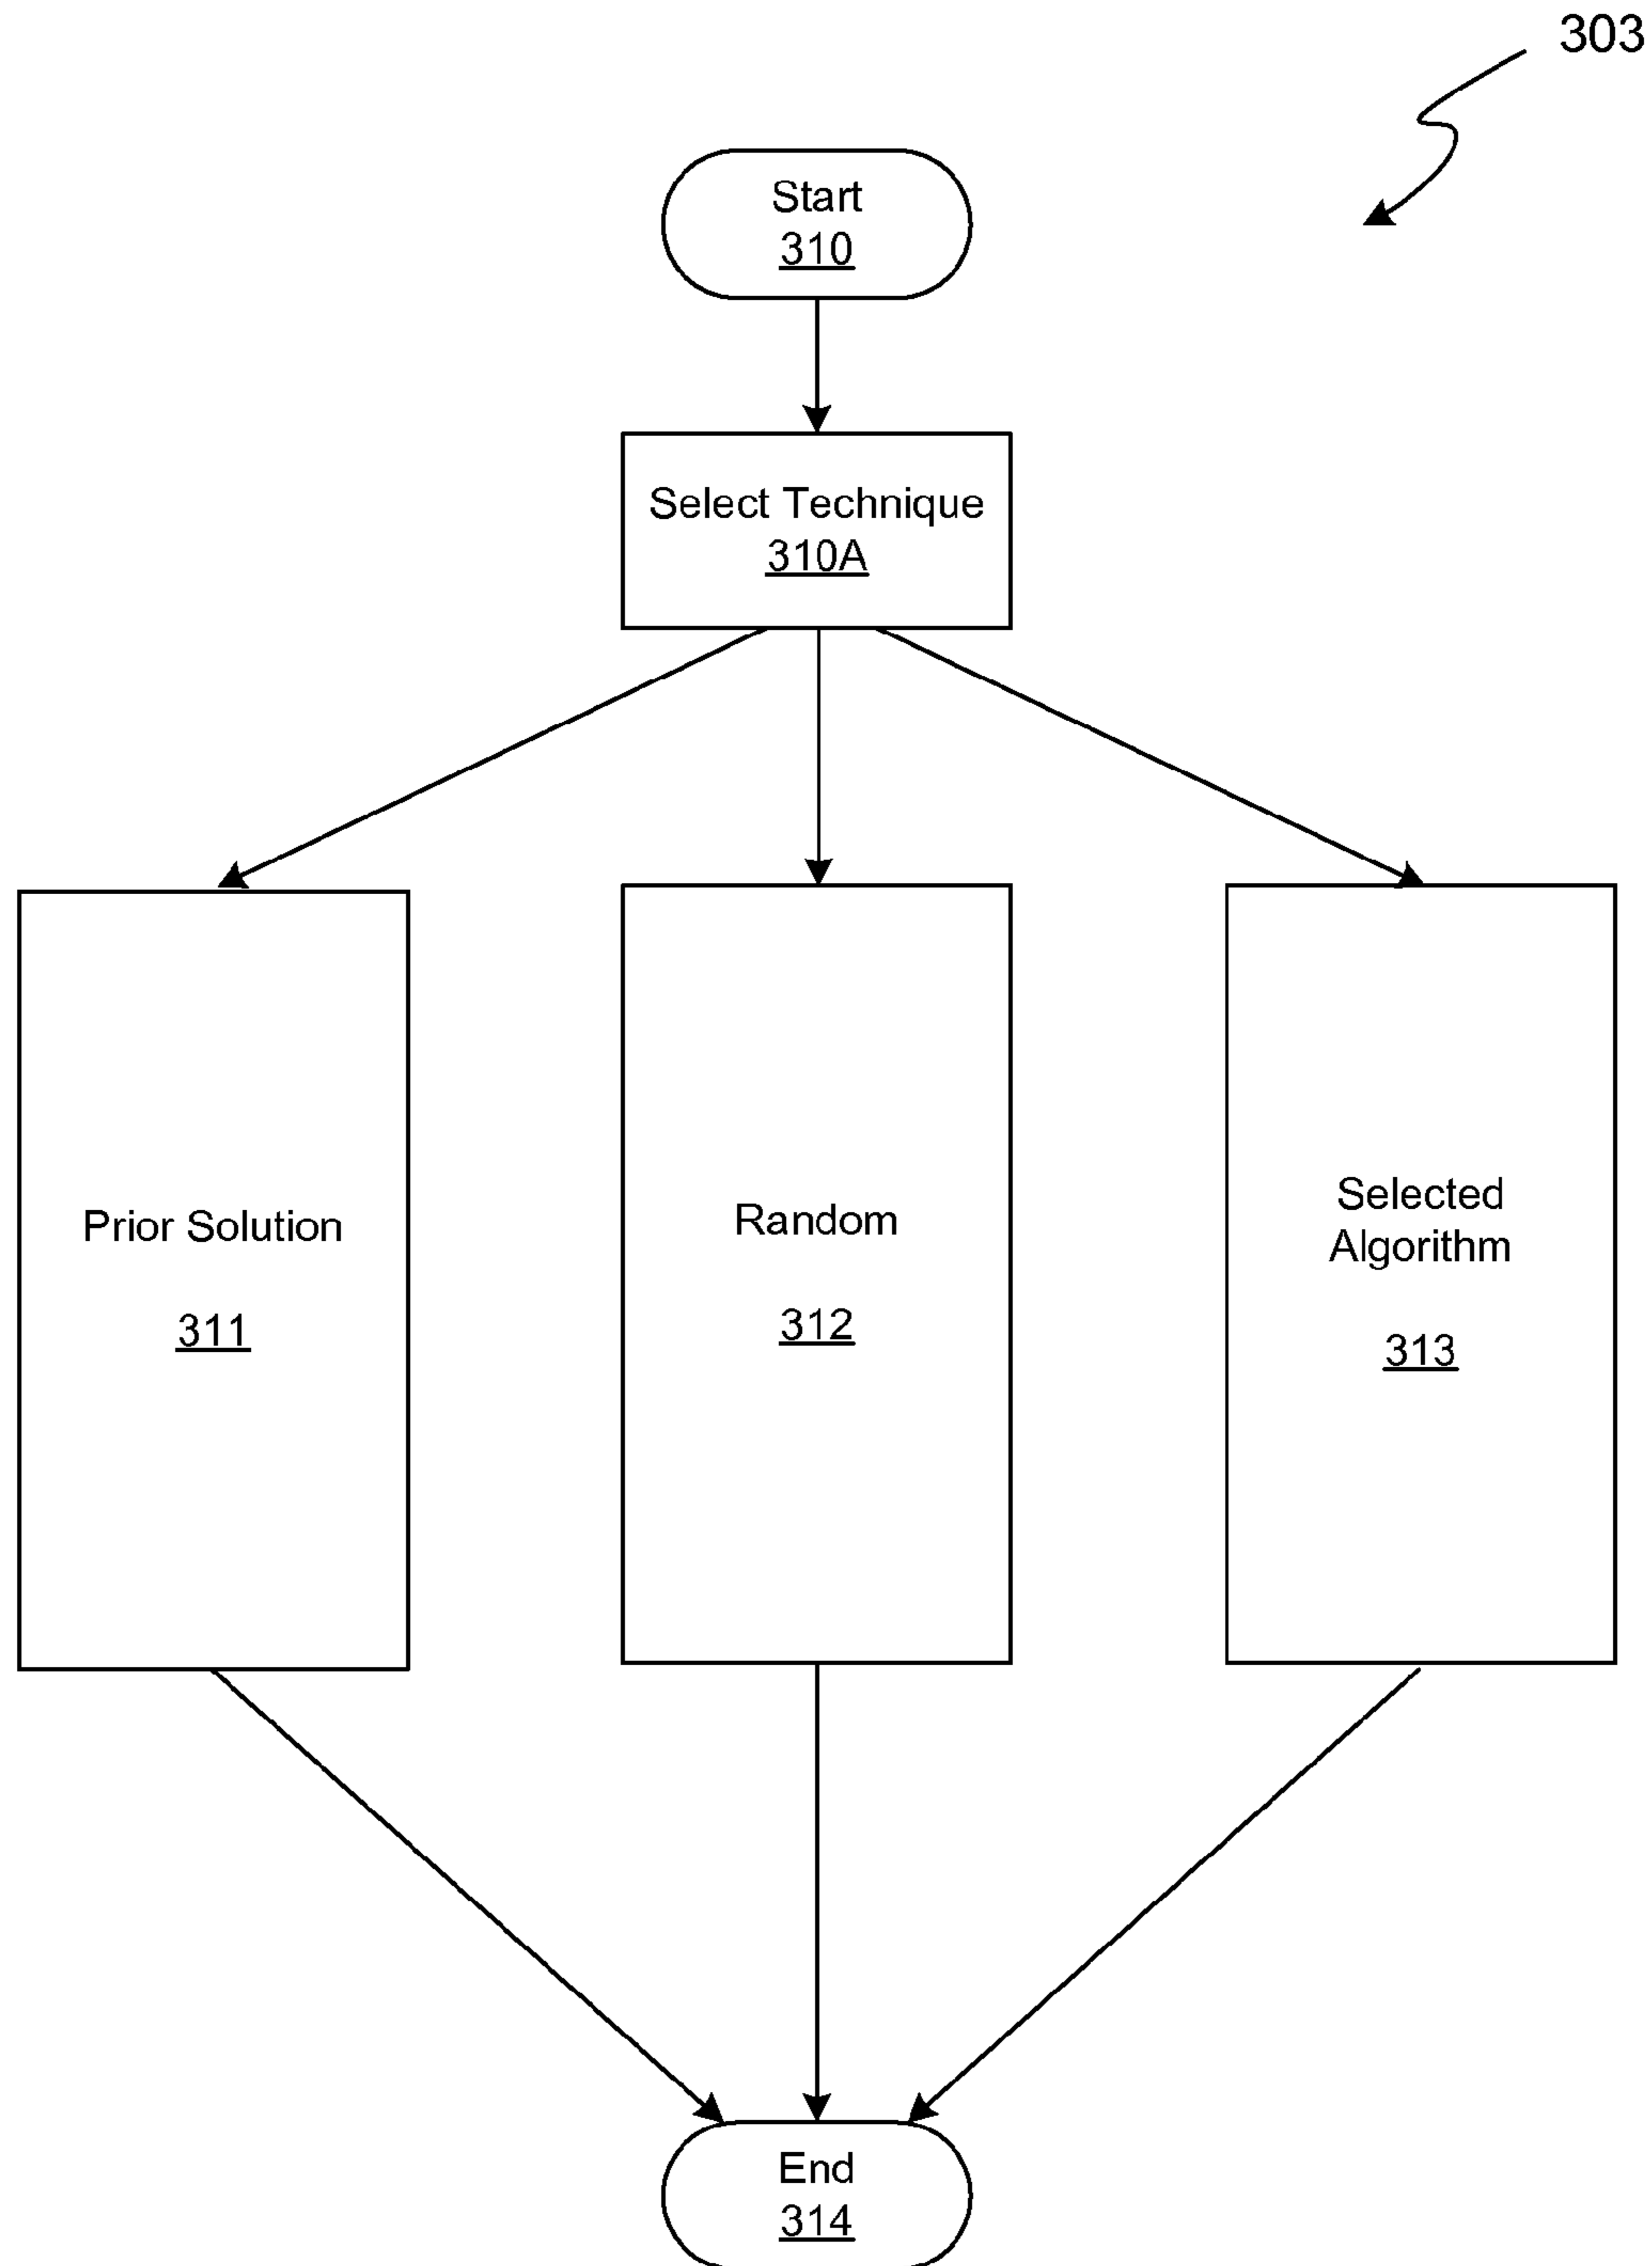 303
Start
310
Select Technique
310A
Prior Solution
311
Random
312
Selected
Algorithm
313
End
314